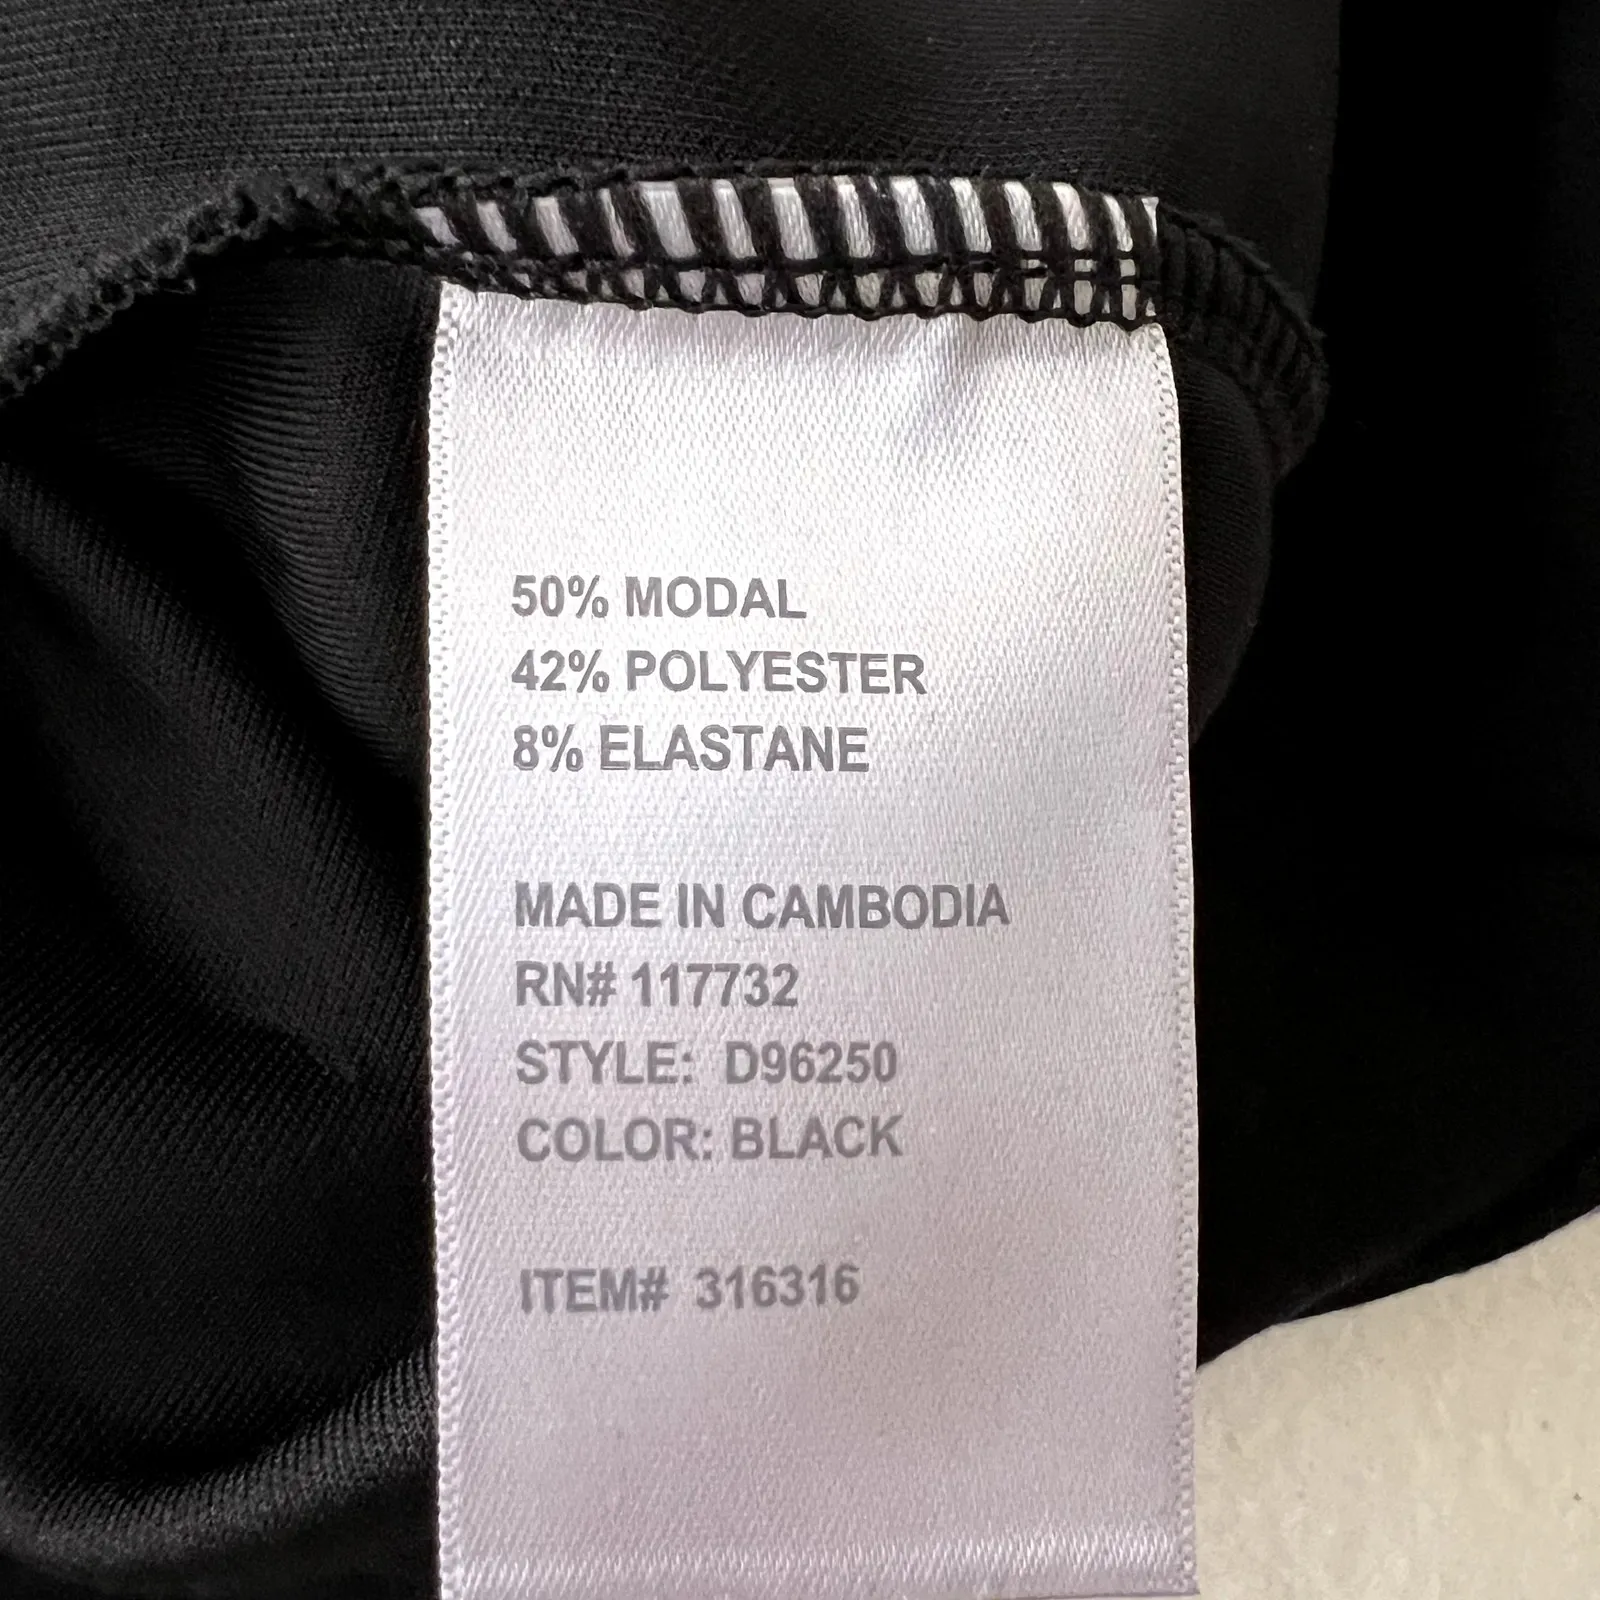 50% MODAL
42% POLYESTER
8% ELASTANE
MADE IN CAMBODIA
RN# 117732
STYLE: D96250
COLOR: BLACK
ITEM# 316316